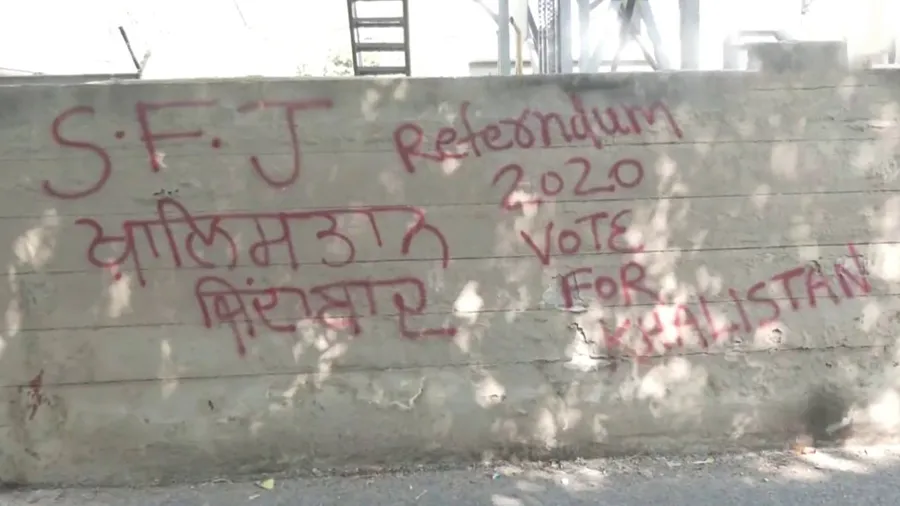 S.F.J
ਖਾਲਿਸਤਾਨ
ਜ਼ਿੰਦਾਬਾਦ
Referndum
2020
VOTE
FOR
KHALISTAN